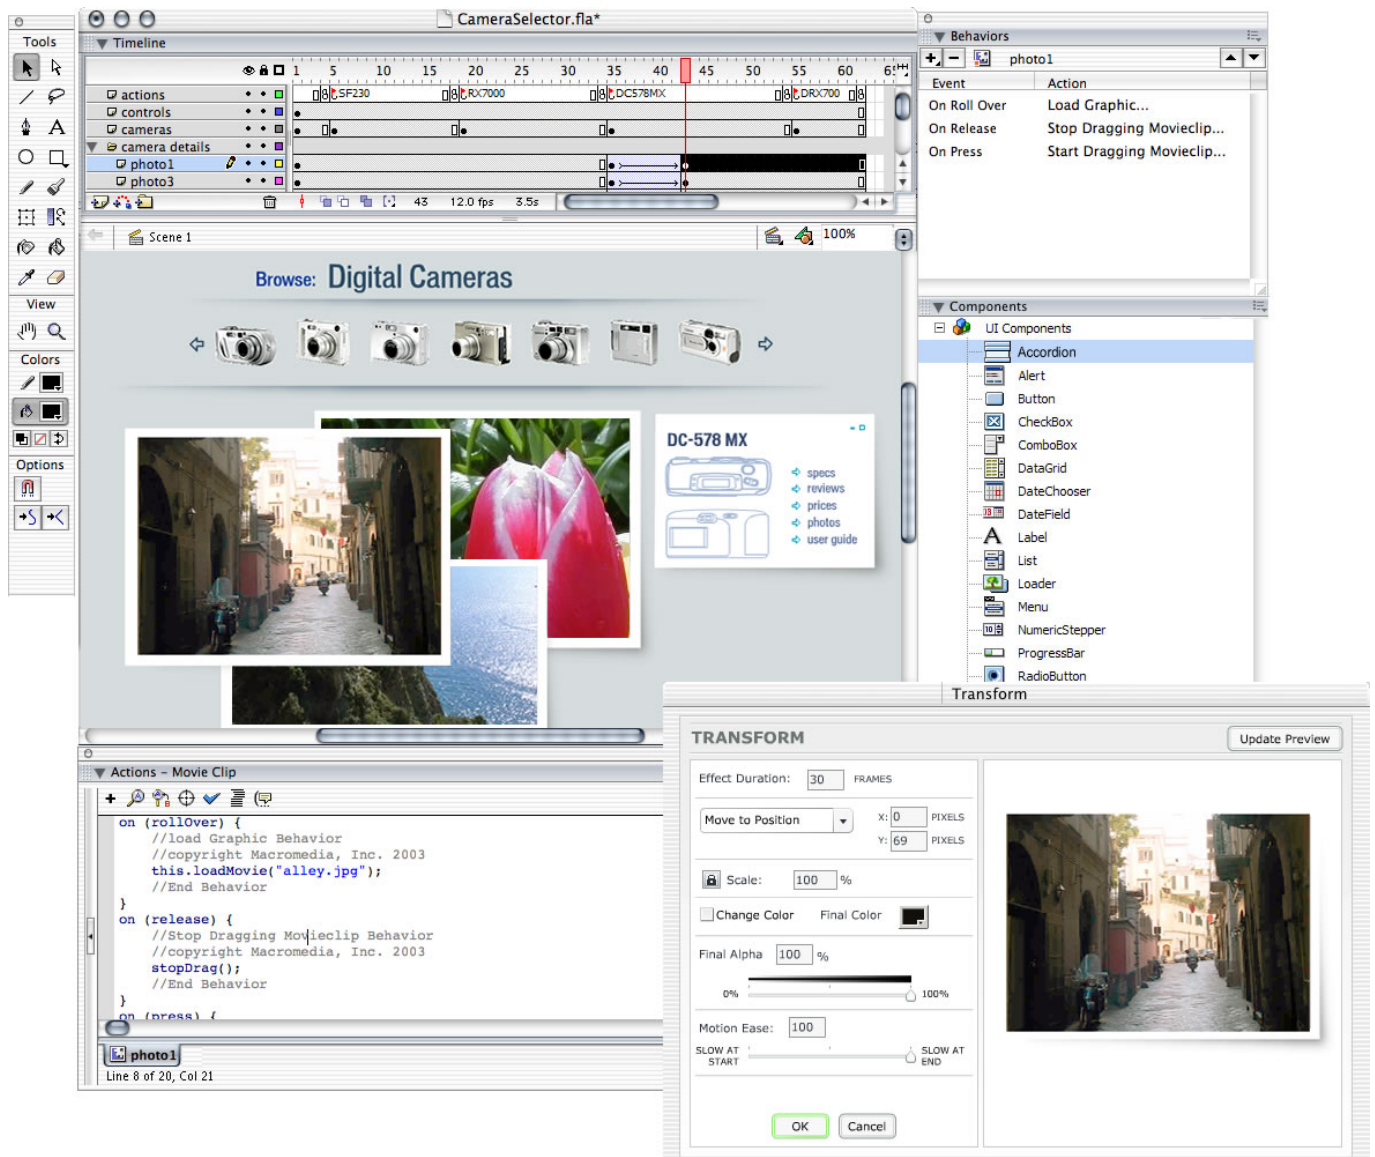 Tools
View
Colors
Options
CameraSelector.fla*
Timeline
1 5 10 15 20 25 30 35 40 45 50 55 60 65
actions
SF230 RX7000 DC578MX DRX700
controls
cameras
camera details
photo1
photo3
43 12.0 fps 3.5s
Scene 1 100%
Browse: Digital Cameras
DC-578 MX
specs
reviews
prices
photos
user guide
Behaviors
photo1
Event Action
On Roll Over Load Graphic...
On Release Stop Dragging Movieclip...
On Press Start Dragging Movieclip...
Components
UI Components
Accordion
Alert
Button
CheckBox
ComboBox
DataGrid
DateChooser
DateField
Label
List
Loader
Menu
NumericStepper
ProgressBar
RadioButton
Actions - Movie Clip
on (rollOver) {
//load Graphic Behavior
//copyright Macromedia, Inc. 2003
this.loadMovie("alley.jpg");
//End Behavior
}
on (release) {
//Stop Dragging Movieclip Behavior
//copyright Macromedia, Inc. 2003
stopDrag();
//End Behavior
}
on (press) {
photo1
Line 8 of 20, Col 21
Transform
TRANSFORM
Update Preview
Effect Duration: 30 FRAMES
Move to Position X: 0 PIXELS
Y: 69 PIXELS
Scale: 100 %
Change Color Final Color
Final Alpha 100 %
0% 100%
Motion Ease: 100
SLOW AT START SLOW AT END
OK Cancel